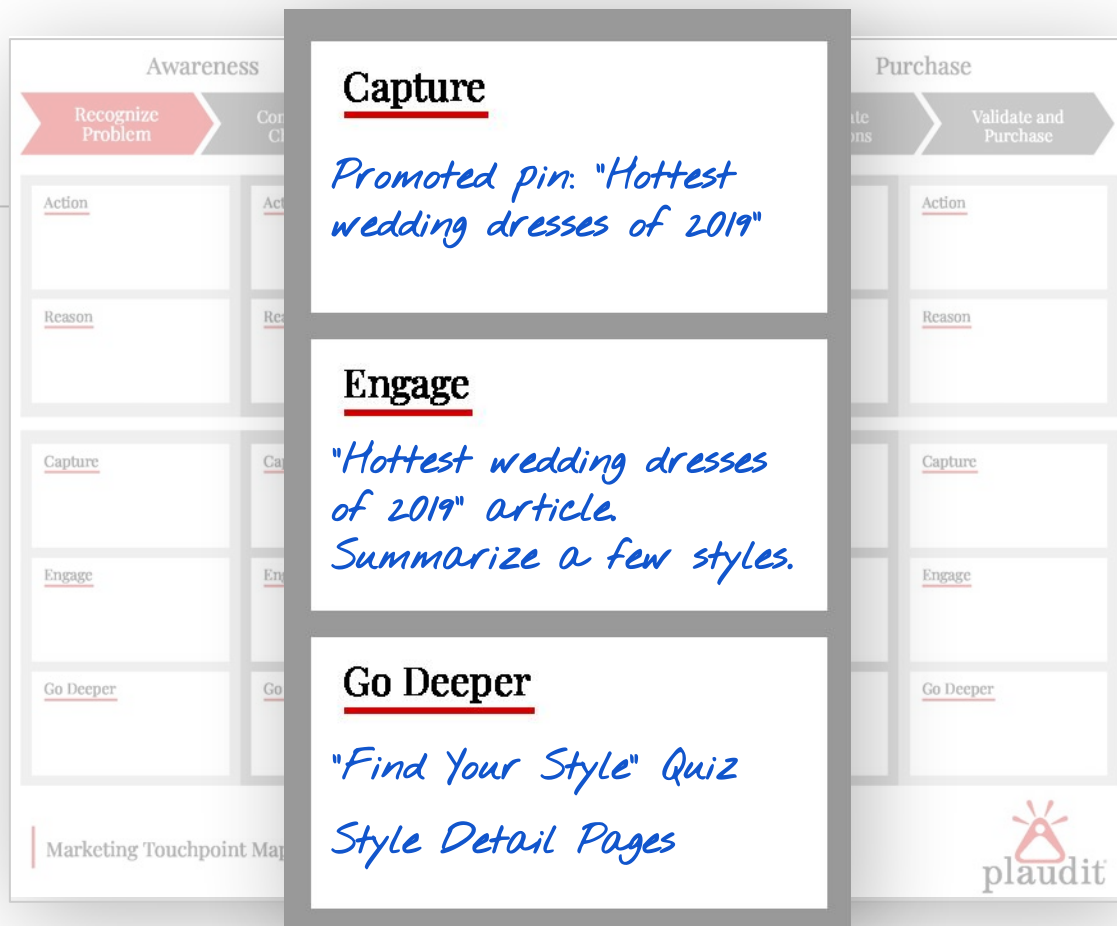 Awareness
Purchase
Recognize
Problem
Validate and
Purchase
Action
Reason
Capture
Engage
Go Deeper
Marketing Touchpoint
Capture
Promoted pin: "Hottest
wedding dresses of 2019"
Engage
"Hottest wedding dresses
of 2019" article.
Summarize a few styles.
Go Deeper
"Find Your Style" Quiz
Style Detail Pages
Action
Reason
Capture
Engage
Go Deeper
plaudit